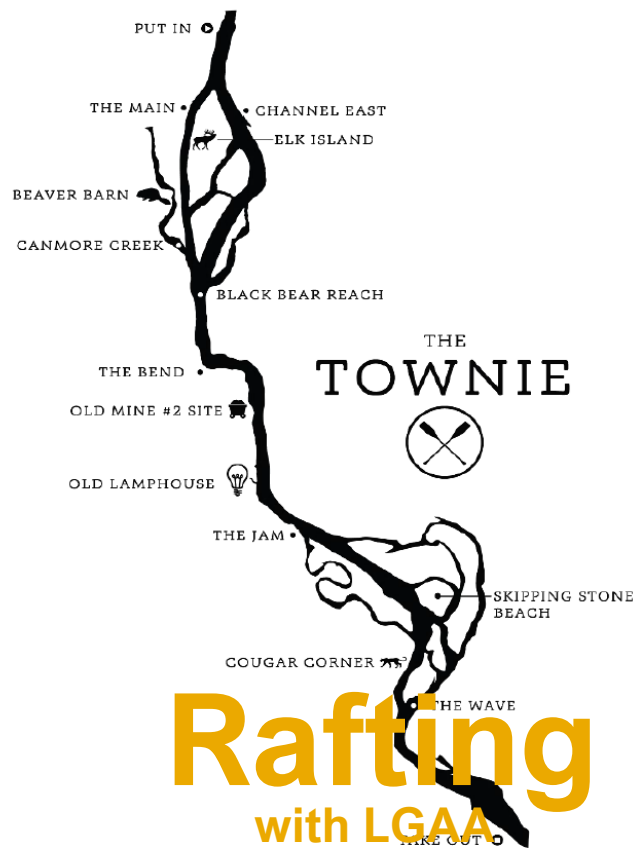 PUT IN
THE MAIN
CHANNEL EAST
ELK ISLAND
BEAVER BARN
CANMORE CREEK
BLACK BEAR REACH
THE
TOWNIE
THE BEND
OLD MINE #2 SITE
OLD LAMPHOUSE
THE JAM
SKIPPING STONE
BEACH
COUGAR CORNER
THE WAVE
Rafting
with LGAA
TAKE OUT